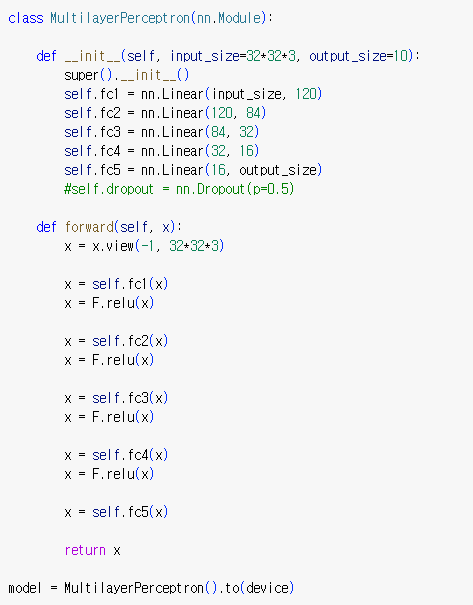 class MultilayerPerceptron(nn.Module):
def __init__(self, input_size=32*32*3, output_size=10):
super().__init__()
self.fc1 = nn.Linear(input_size, 120)
self.fc2 = nn.Linear(120, 84)
self.fc3 = nn.Linear(84, 32)
self.fc4 = nn.Linear(32, 16)
self.fc5 = nn.Linear(16, output_size)
#self.dropout = nn.Dropout(p=0.5)
def forward(self, x):
x = x.view(-1, 32*32*3)
x = self.fc1(x)
x = F.relu(x)
x = self.fc2(x)
x = F.relu(x)
x = self.fc3(x)
x = F.relu(x)
x = self.fc4(x)
x = F.relu(x)
x = self.fc5(x)
return x
model = MultilayerPerceptron().to(device)